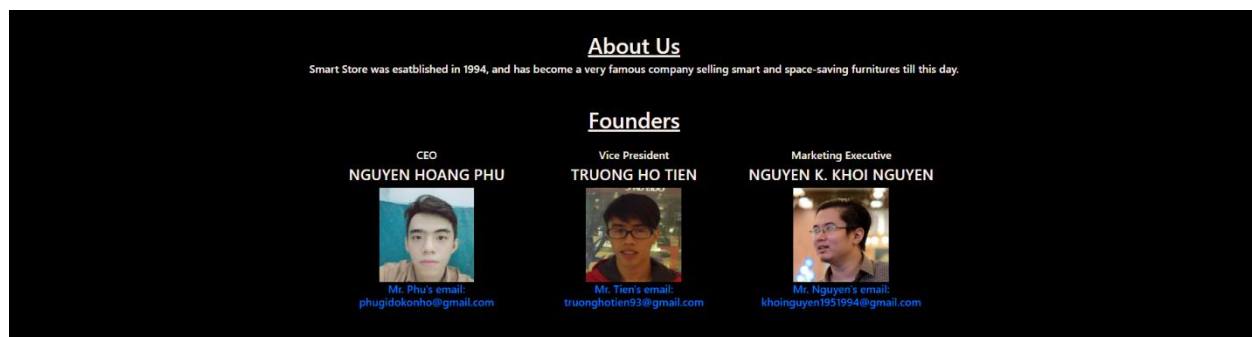 About Us
Smart Store was esatblished in 1994, and has become a very famous company selling smart and space-saving furnitures till this day.
Founders
CEO
NGUYEN HOANG PHU
Mr. Phu's email:
phugidokonho@gmail.com
Vice President
TRUONG HO TIEN
Mr. Tien's email:
truonghotien93@gmail.com
Marketing Executive
NGUYEN K. KHOI NGUYEN
Mr. Nguyen's email:
khoinguyen1951994@gmail.com